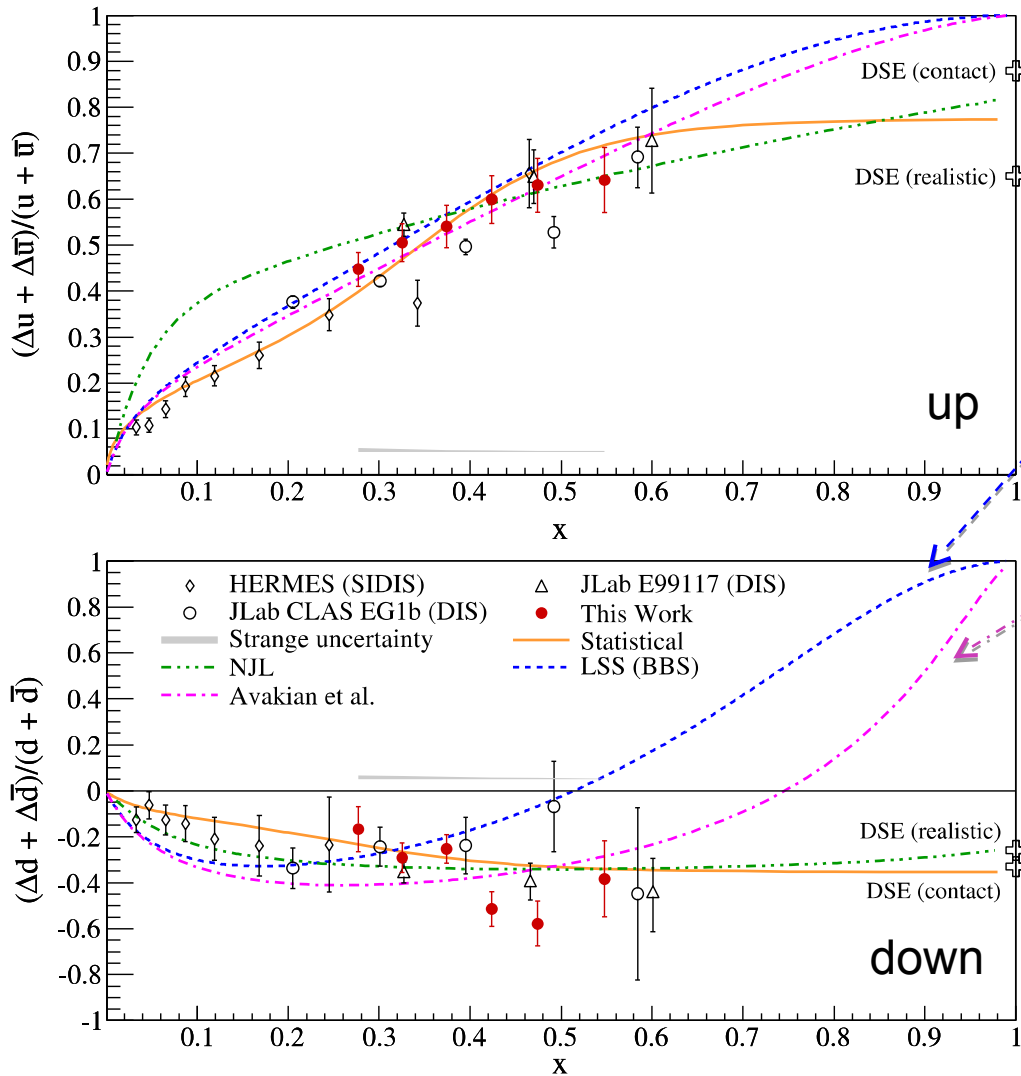 1
0.9
0.8
0.7
0.6
0.5
0.4
0.3
0.2
0.1
0
(Δu + Δū)/(u + ū)
DSE (contact)
DSE (realistic)
up
0.1 0.2 0.3 0.4 0.5 0.6 0.7 0.8 0.9 1
x
1
0.8
0.6
0.4
0.2
0
-0.2
-0.4
-0.6
-0.8
-1
(Δd + Δd̄)/(d + d̄)
HERMES (SIDIS)
JLab E99117 (DIS)
JLab CLAS EG1b (DIS)
This Work
Strange uncertainty
Statistical
NJL
LSS (BBS)
Avakian et al.
DSE (realistic)
DSE (contact)
down
0.1 0.2 0.3 0.4 0.5 0.6 0.7 0.8 0.9 1
x